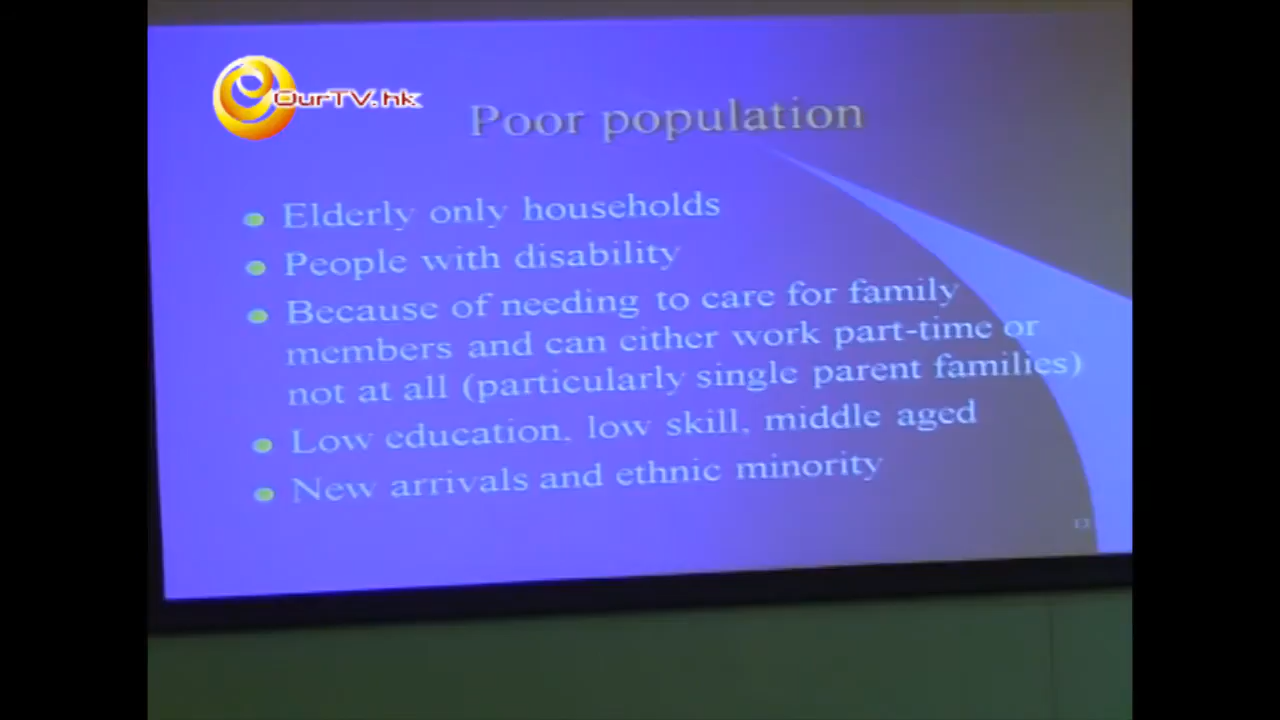 OurTV.hk
Poor population
Elderly only households
People with disability
Because of needing to care for family
members and can either work part-time or
not at all (particularly single parent families)
Low education, low skill, middle aged
New arrivals and ethnic minority